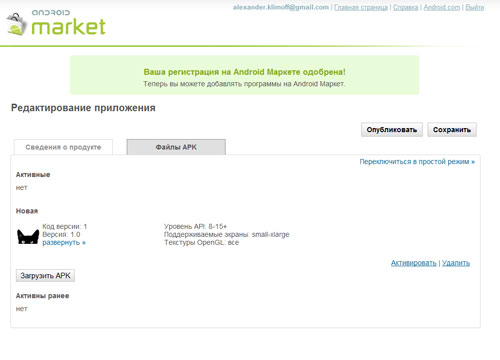 alexander.klimoff@gmail.com | Главная страница | Справка | Android.com | Выйти
ANDROID
market
Ваша регистрация на Android Маркете одобрена!
Теперь вы можете добавлять программы на Android Маркет.
Редактирование приложения
Опубликовать Сохранить
Сведения о продукте Файлы APK
Переключиться в простой режим »
Активные
нет
Новая
Код версии: 1 Уровень API: 8-15+
Версия: 1.0 Поддерживаемые экраны: small-xlarge
развернуть » Текстуры OpenGL: все
Активировать | Удалить
Загрузить APK
Активны ранее
нет